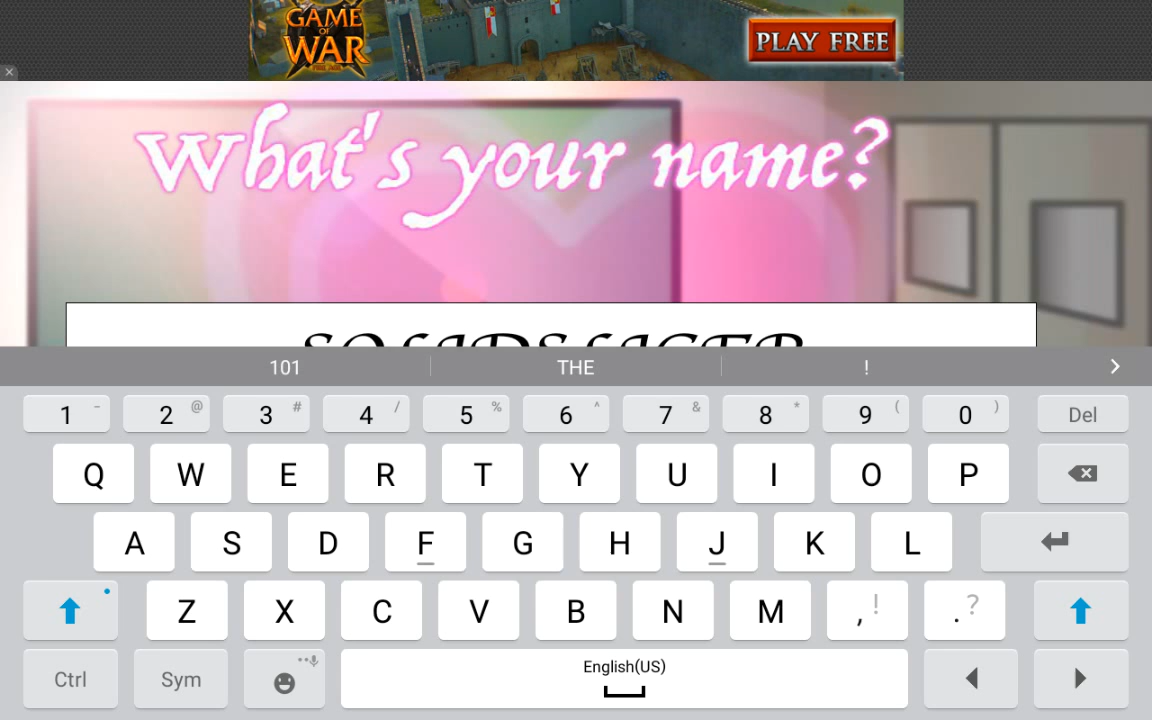 GAME
OF
WAR
PLAY FREE
What's your name?
101 THE !
1 - 2 @ 3 # 4 / 5 % 6 ^ 7 & 8 * 9 ( 0 ) Del
Q W E R T Y U I O P
A S D F G H J K L
Z X C V B N M , ! . ?
Ctrl Sym English(US)